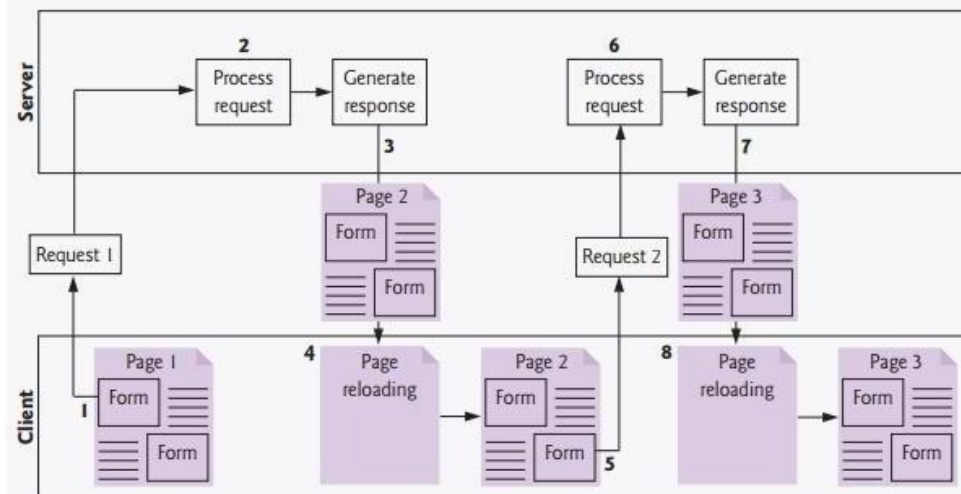 Server
2
Process
request
Generate
response
3
6
Process
request
Generate
response
7
Page 2
Form
Form
Page 3
Form
Form
Request 1
Request 2
Client
Page 1
Form
Form
1
4
Page
reloading
Page 2
Form
Form
5
8
Page
reloading
Page 3
Form
Form